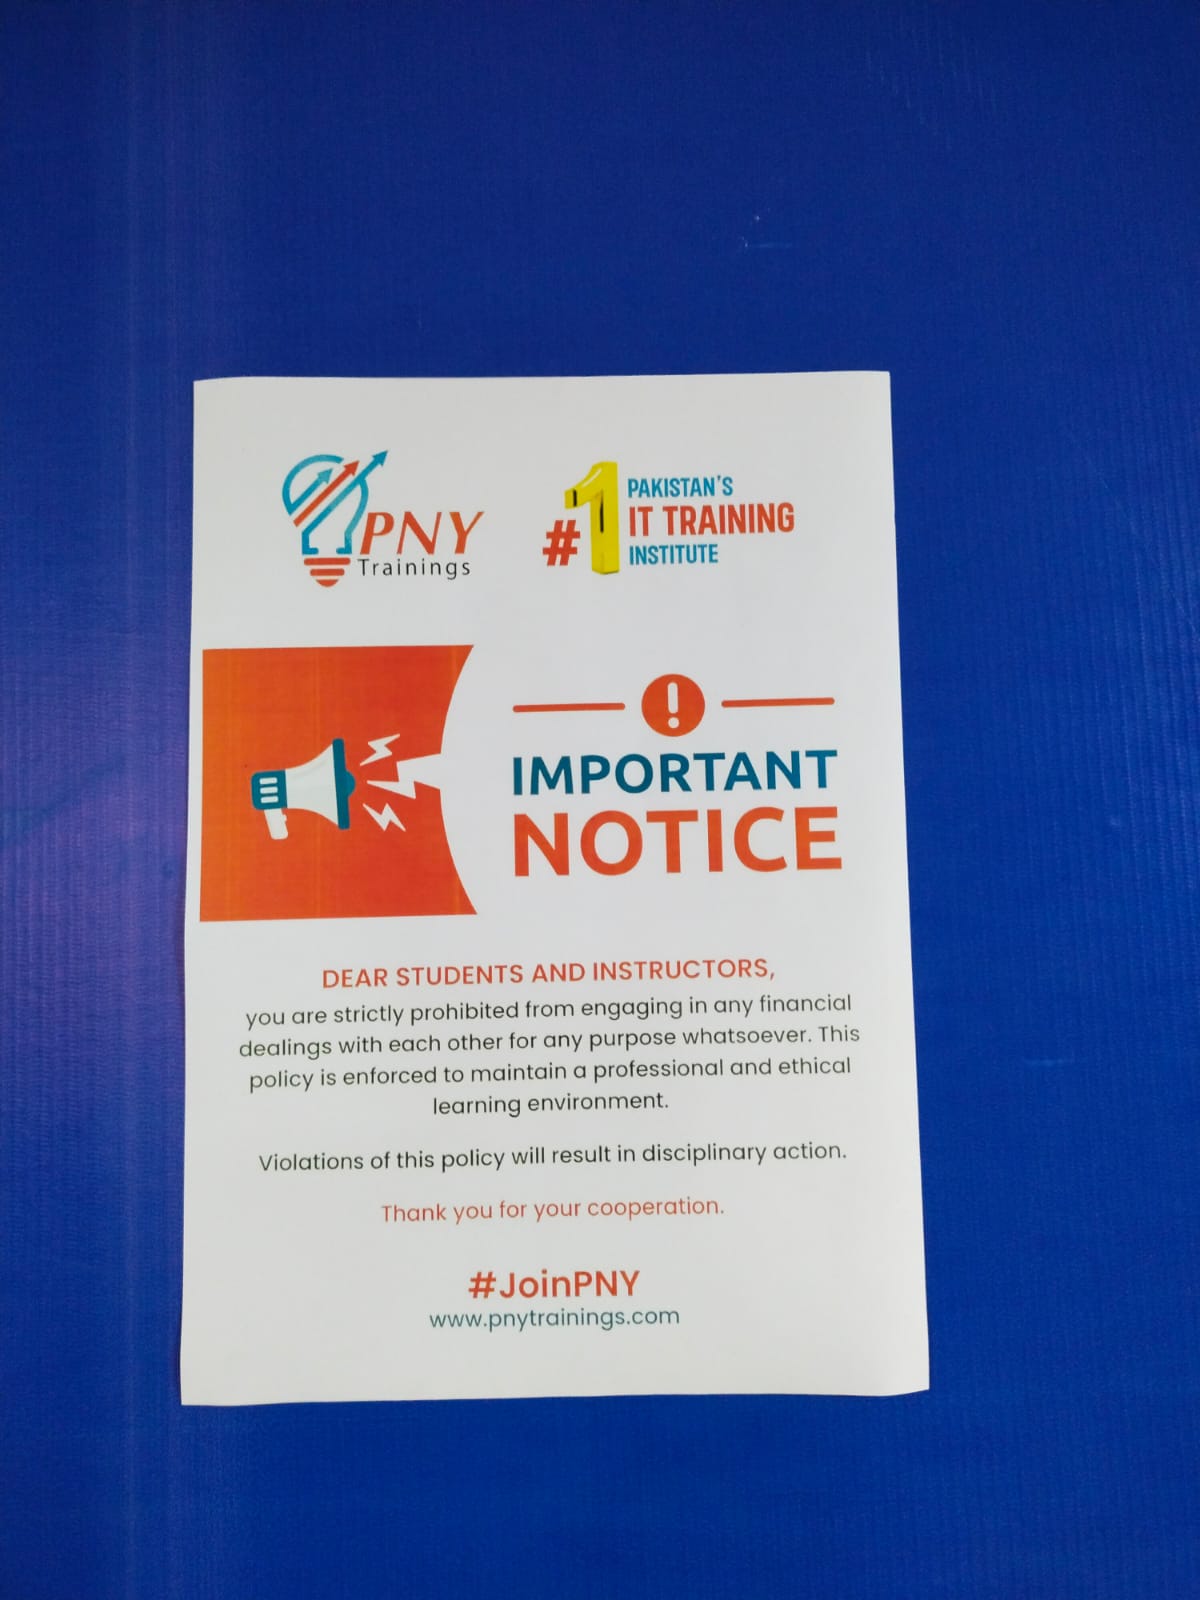 PNY
Trainings
#1
PAKISTAN'S
IT TRAINING
INSTITUTE
IMPORTANT
NOTICE
DEAR STUDENTS AND INSTRUCTORS,
you are strictly prohibited from engaging in any financial
dealings with each other for any purpose whatsoever. This
policy is enforced to maintain a professional and ethical
learning environment.
Violations of this policy will result in disciplinary action.
Thank you for your cooperation.
#JoinPNY
www.pnytrainings.com